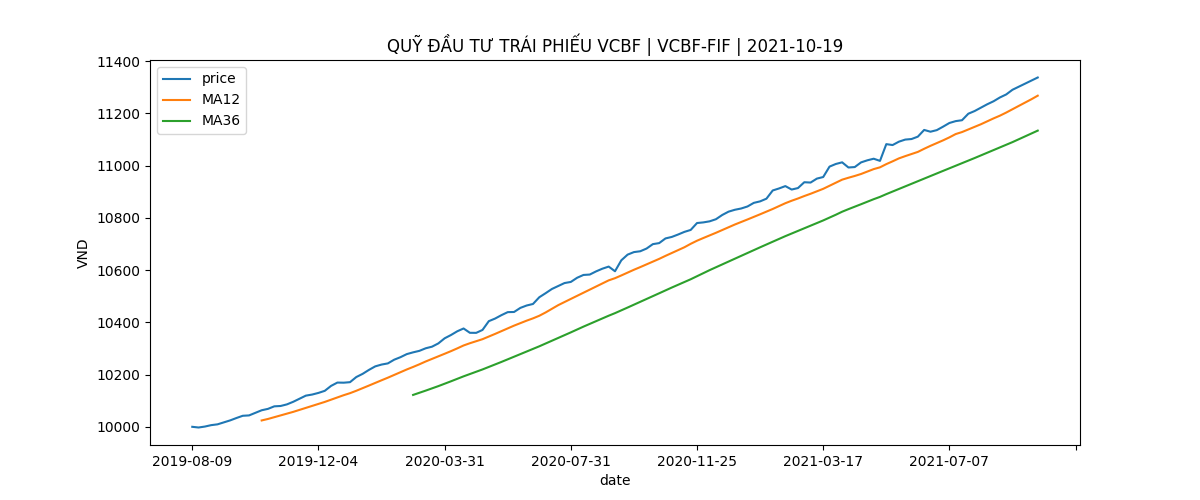 QUỸ ĐẦU TƯ TRÁI PHIẾU VCBF | VCBF-FIF | 2021-10-19
price
MA12
MA36
11400
11200
11000
10800
10600
10400
10200
10000
VND
2019-08-09 2019-12-04 2020-03-31 2020-07-31 2020-11-25 2021-03-17 2021-07-07
date